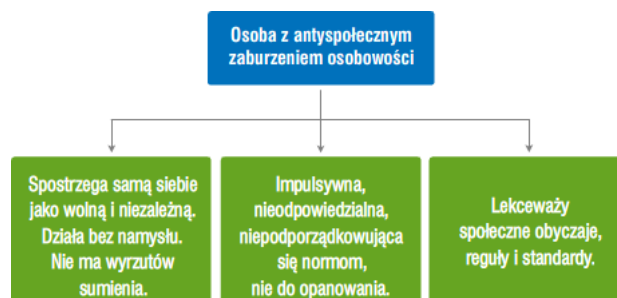 Osoba z antyspołecznym
zaburzeniem osobowości
Spostrzega samą siebie
jako wolną i niezależną.
Działa bez namysłu.
Nie ma wyrzutów
sumienia.
Impulsywna,
nieodpowiedzialna,
niepodporządkowująca
się normom,
nie do opanowania.
Lekceważy
społeczne obyczaje,
reguły i standardy.